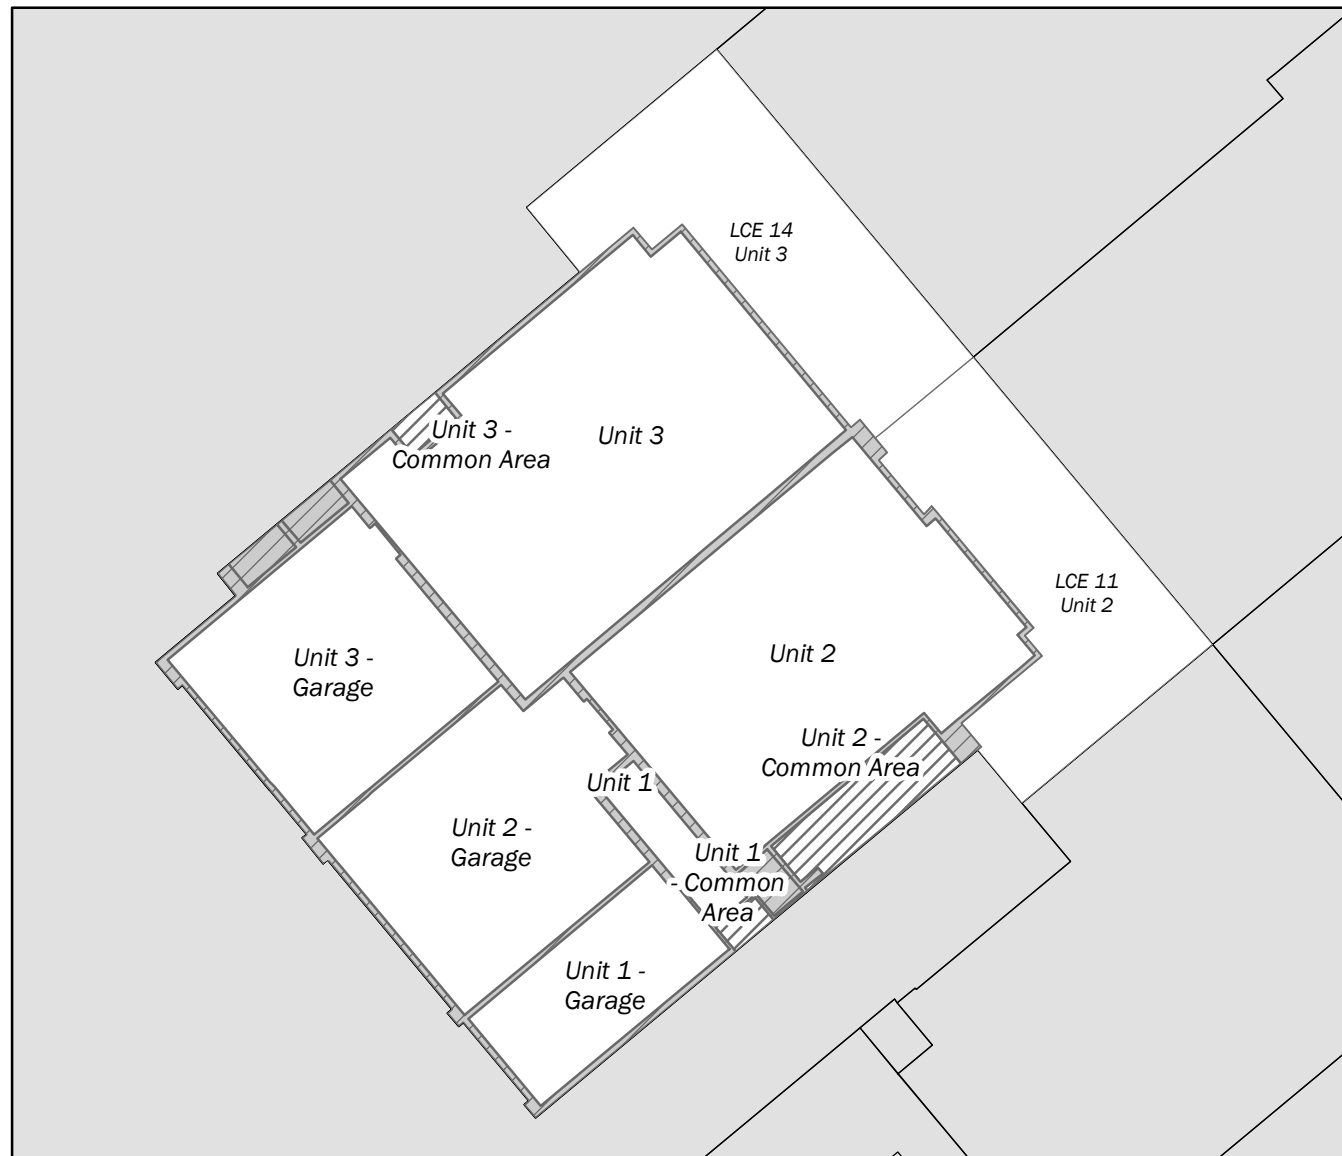 LCE 14
Unit 3
Unit 3 -
Common Area
Unit 3
LCE 11
Unit 2
Unit 3 -
Garage
Unit 2
Unit 2 -
Common Area
Unit 1
Unit 2 -
Garage
Unit 1
- Common
Area
Unit 1 -
Garage